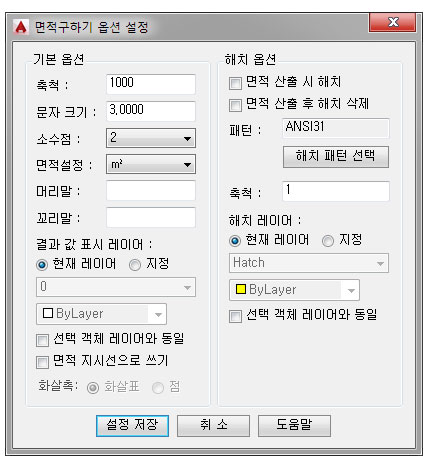 면적구하기 옵션 설정
기본 옵션
축척 : 1000
문자 크기 : 3,0000
소수점 : 2
면적설정 : m²
머리말 :
꼬리말 :
결과 값 표시 레이어 :
현재 레이어 지정
0
ByLayer
선택 객체 레이어와 동일
면적 지시선으로 쓰기
화살촉: 화살표 점
해치 옵션
면적 산출 시 해치
면적 산출 후 해치 삭제
패턴 : ANSI31
해치 패턴 선택
축척 : 1
해치 레이어 :
현재 레이어 지정
Hatch
ByLayer
선택 객체 레이어와 동일
설정 저장 취 소 도움말